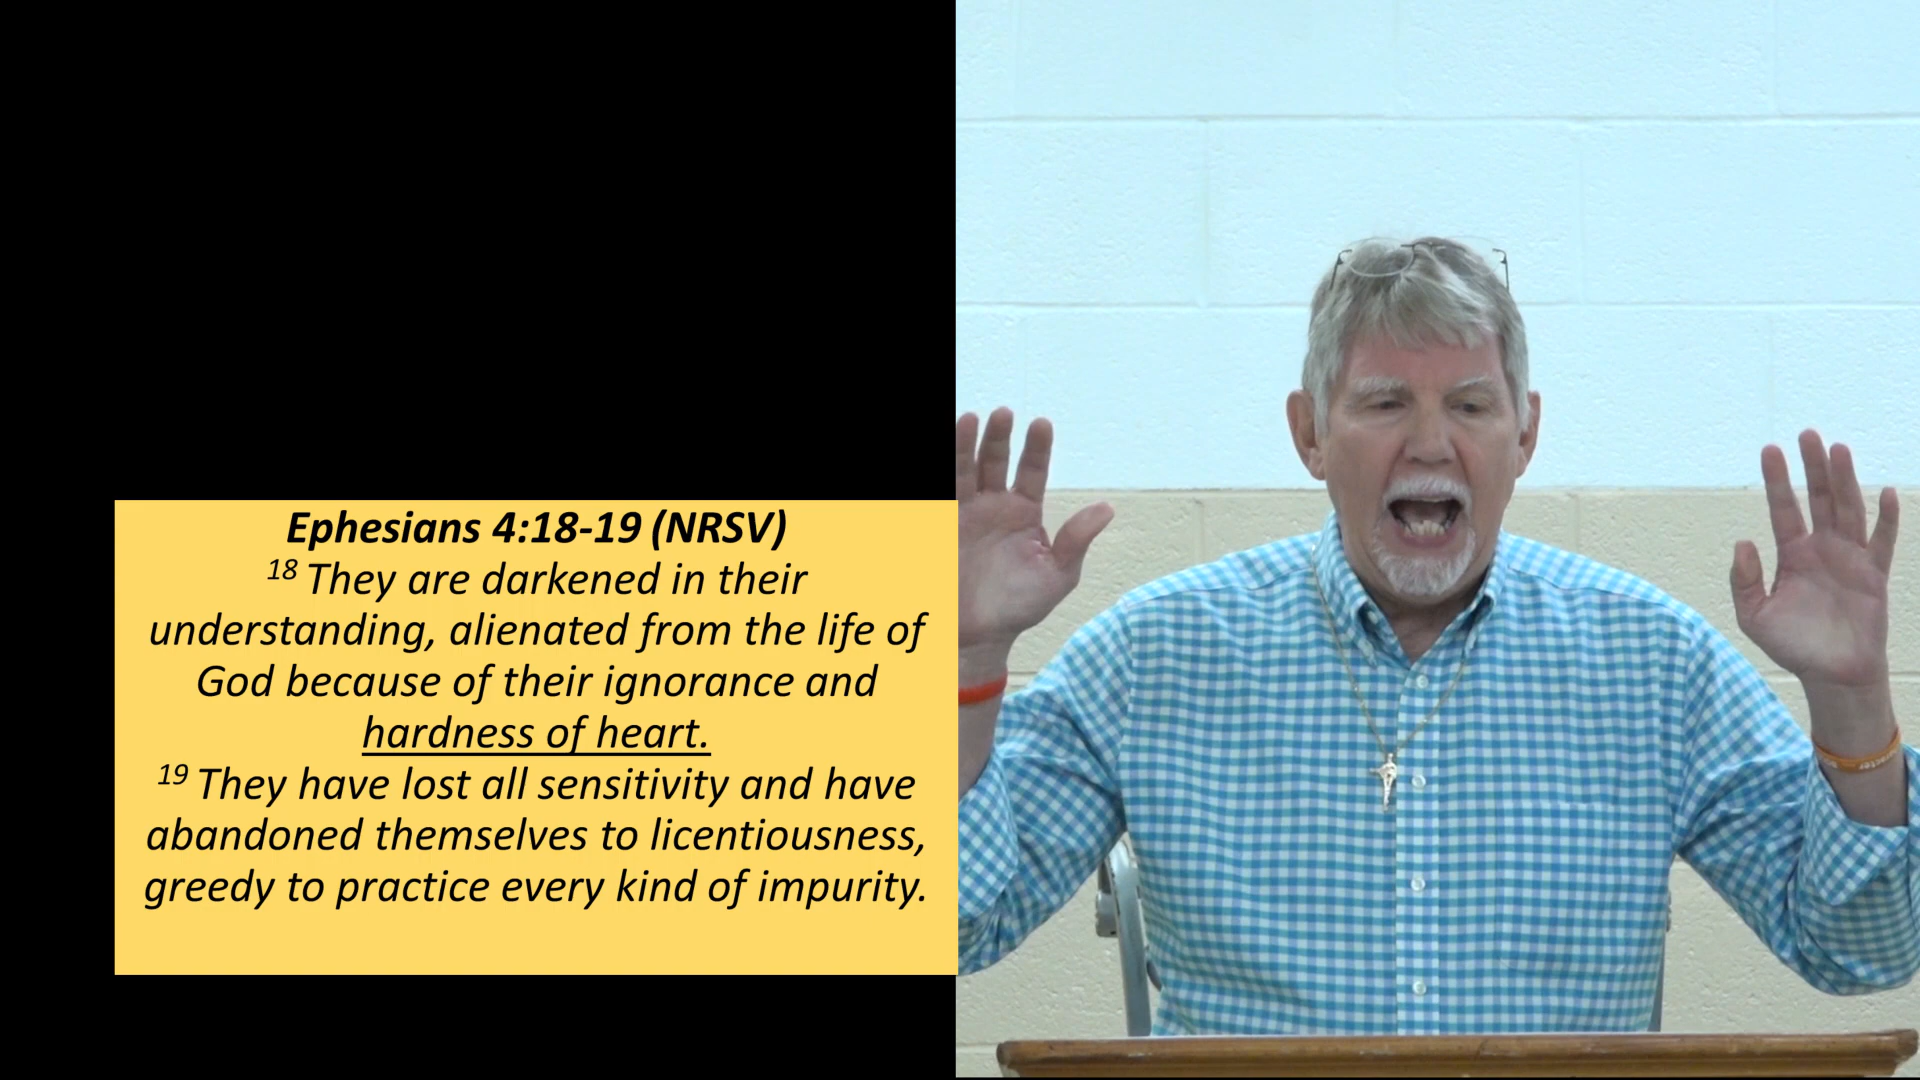 Ephesians 4:18-19 (NRSV)
18 They are darkened in their
understanding, alienated from the life of
God because of their ignorance and
hardness of heart.
19 They have lost all sensitivity and have
abandoned themselves to licentiousness,
greedy to practice every kind of impurity.